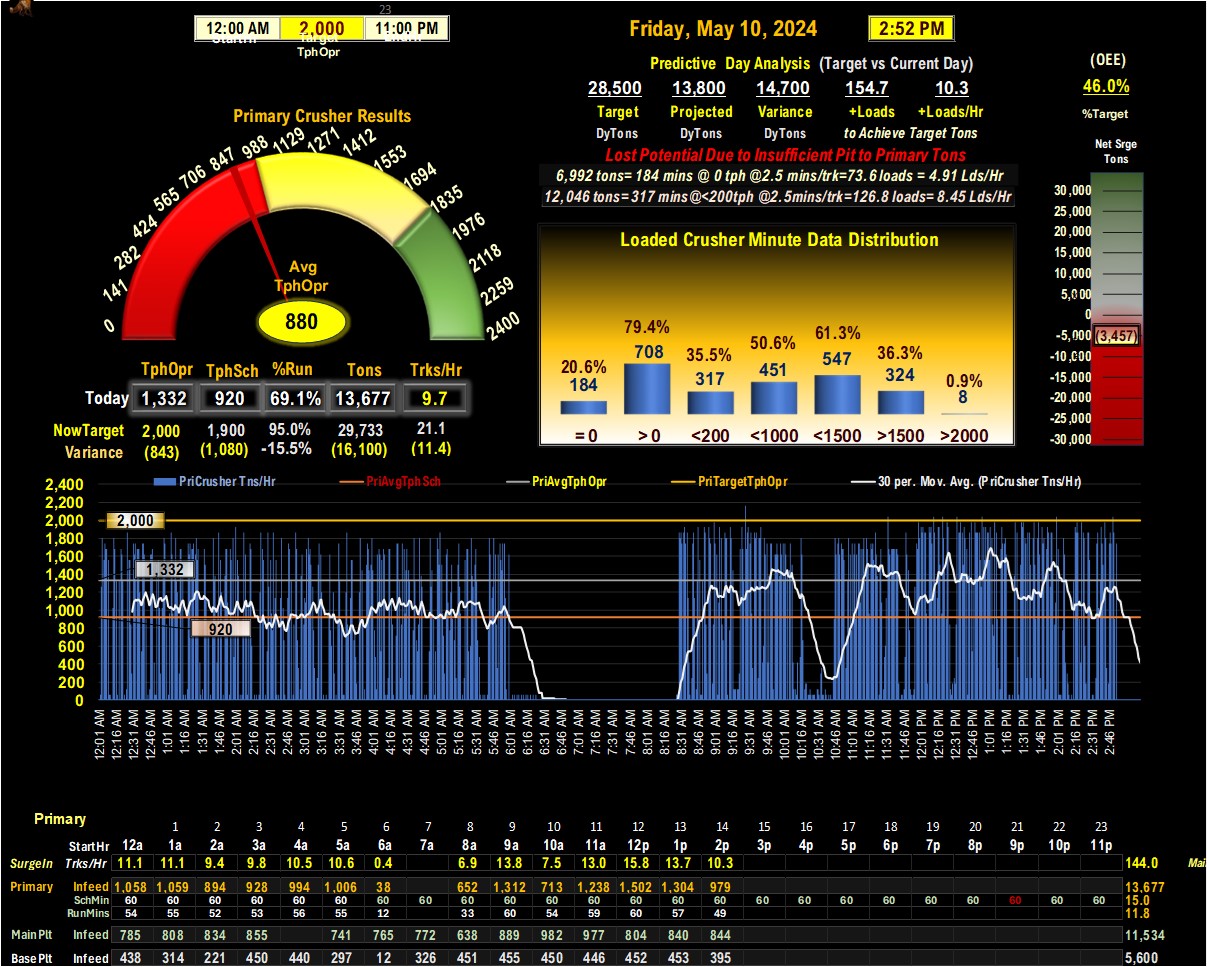 23
12:00 AM 2,000 11:00 PM
StartHr Target EndHr
TphOpr
Friday, May 10, 2024 2:52 PM
Predictive Day Analysis (Target vs Current Day)
28,500 13,800 14,700 154.7 10.3
Target Projected Variance +Loads +Loads/Hr
DyTons DyTons DyTons to Achieve Target Tons
Lost Potential Due to Insufficient Pit to Primary Tons
6,992 tons= 184 mins @ 0 tph @2.5 mins/trk=73.6 loads = 4.91 Lds/Hr
12,046 tons= 317 mins @<200tph @2.5mins/trk=126.8 loads= 8.45 Lds/Hr
(OEE)
46.0%
%Target
Net Srge
Tons
30,000
25,000
20,000
15,000
10,000
5,000
0
-5,000
(3,457)
-10,000
-15,000
-20,000
-25,000
-30,000
Primary Crusher Results
0 141 282 424 565 706 847 988 1129 1271 1412 1553 1694 1835 1976 2118 2259 2400
Avg
TphOpr
880
Loaded Crusher Minute Data Distribution
20.6% 79.4% 35.5% 50.6% 61.3% 36.3% 0.9%
184 708 317 451 547 324 8
= 0 > 0 <200 <1000 <1500 >1500 >2000
TphOpr TphSch %Run Tons Trks/Hr
Today 1,332 920 69.1% 13,677 9.7
NowTarget 2,000 1,900 95.0% 29,733 21.1
Variance (843) (1,080) -15.5% (16,100) (11.4)
PriCrusher Tns/Hr PriAvgTphSch PriAvgTphOpr PriTargetTphOpr 30 per. Mov. Avg. (PriCrusher Tns/Hr)
2,400
2,200
2,000
1,800
1,600
1,400
1,200
1,000
800
600
400
200
0
2,000
1,332
920
12:01 AM 12:16 AM 12:31 AM 12:46 AM 1:01 AM 1:16 AM 1:31 AM 1:46 AM 2:01 AM 2:16 AM 2:31 AM 2:46 AM 3:01 AM 3:16 AM 3:31 AM 3:46 AM 4:01 AM 4:16 AM 4:31 AM 4:46 AM 5:01 AM 5:16 AM 5:31 AM 5:46 AM 6:01 AM 6:16 AM 6:31 AM 6:46 AM 7:01 AM 7:16 AM 7:31 AM 7:46 AM 8:01 AM 8:16 AM 8:31 AM 8:46 AM 9:01 AM 9:16 AM 9:31 AM 9:46 AM 10:01 AM 10:16 AM 10:31 AM 10:46 AM 11:01 AM 11:16 AM 11:31 AM 11:46 AM 12:01 PM 12:16 PM 12:31 PM 12:46 PM 1:01 PM 1:16 PM 1:31 PM 1:46 PM 2:01 PM 2:16 PM 2:31 PM 2:46 PM
Primary
1 2 3 4 5 6 7 8 9 10 11 12 13 14 15 16 17 18 19 20 21 22 23
StartHr 12a 1a 2a 3a 4a 5a 6a 7a 8a 9a 10a 11a 12p 1p 2p 3p 4p 5p 6p 7p 8p 9p 10p 11p
SurgeIn Trks/Hr 11.1 11.1 9.4 9.8 10.5 10.6 0.4 6.9 13.8 7.5 13.0 15.8 13.7 10.3 144.0
Primary Infeed 1,058 1,059 894 928 994 1,006 38 652 1,312 713 1,238 1,502 1,304 979 13,677
SchMin 60 60 60 60 60 60 60 60 60 60 60 60 60 60 60 60 60 60 60 60 60 60 60 60 15.0
RunMins 54 55 52 53 56 55 12 33 60 54 59 60 57 49 11.8
MainPlt Infeed 785 808 834 855 741 765 772 638 889 982 977 804 840 844 11,534
BasePlt Infeed 438 314 221 450 440 297 12 326 451 455 450 446 452 453 395 5,600